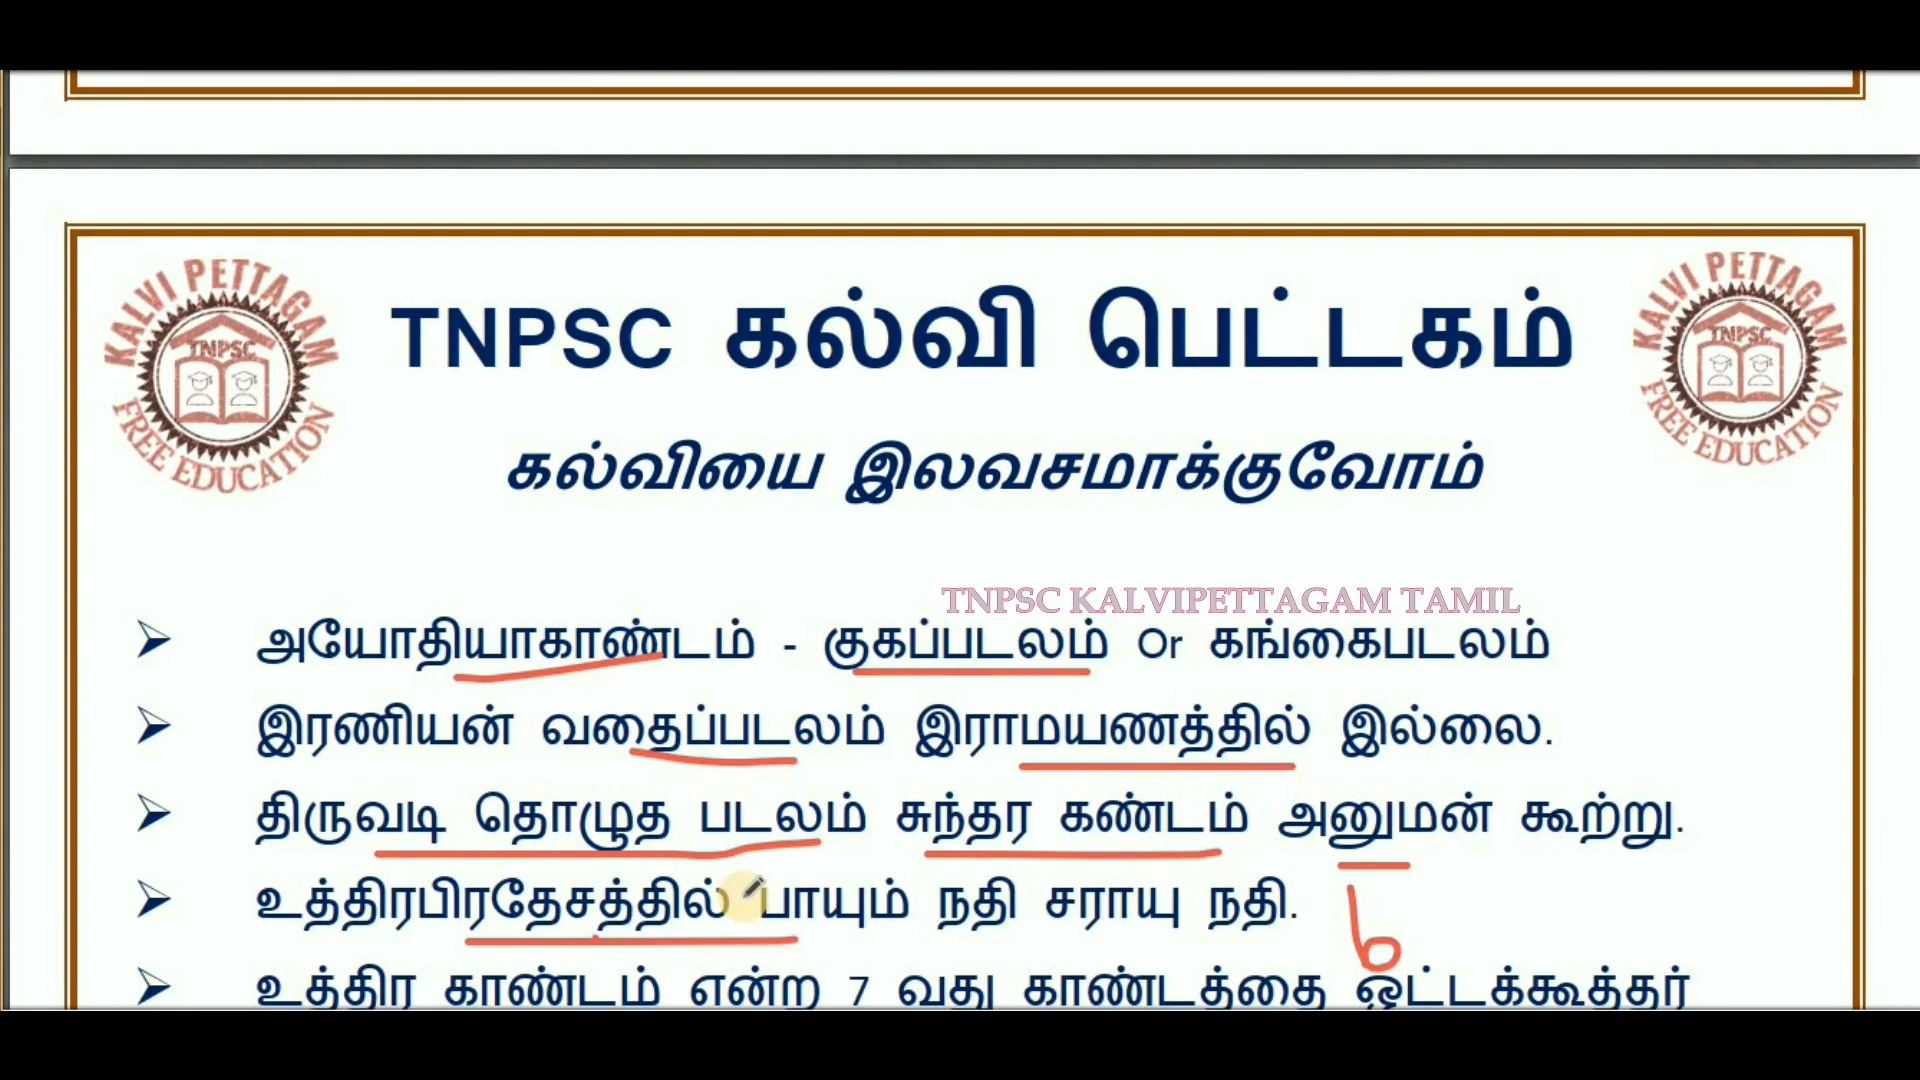 KALVI PETTAGAM
TNPSC
FREE EDUCATION
TNPSC கல்வி பெட்டகம்
KALVI PETTAGAM
TNPSC
FREE EDUCATION
கல்வியை இலவசமாக்குவோம்
TNPSC KALVIPETTAGAM TAMIL
➢ அயோதியாகாண்டம் - குகப்படலம் Or கங்கைபடலம்
➢ இரணியன் வதைப்படலம் இராமயணத்தில் இல்லை.
➢ திருவடி தொழுத படலம் சுந்தர கண்டம் அனுமன் கூற்று.
➢ உத்திரபிரதேசத்தில் பாயும் நதி சராயு நதி.
6
➢ உத்திர காண்டம் என்ற 7 வது காண்டத்தை ஒட்டக்கூத்தர்